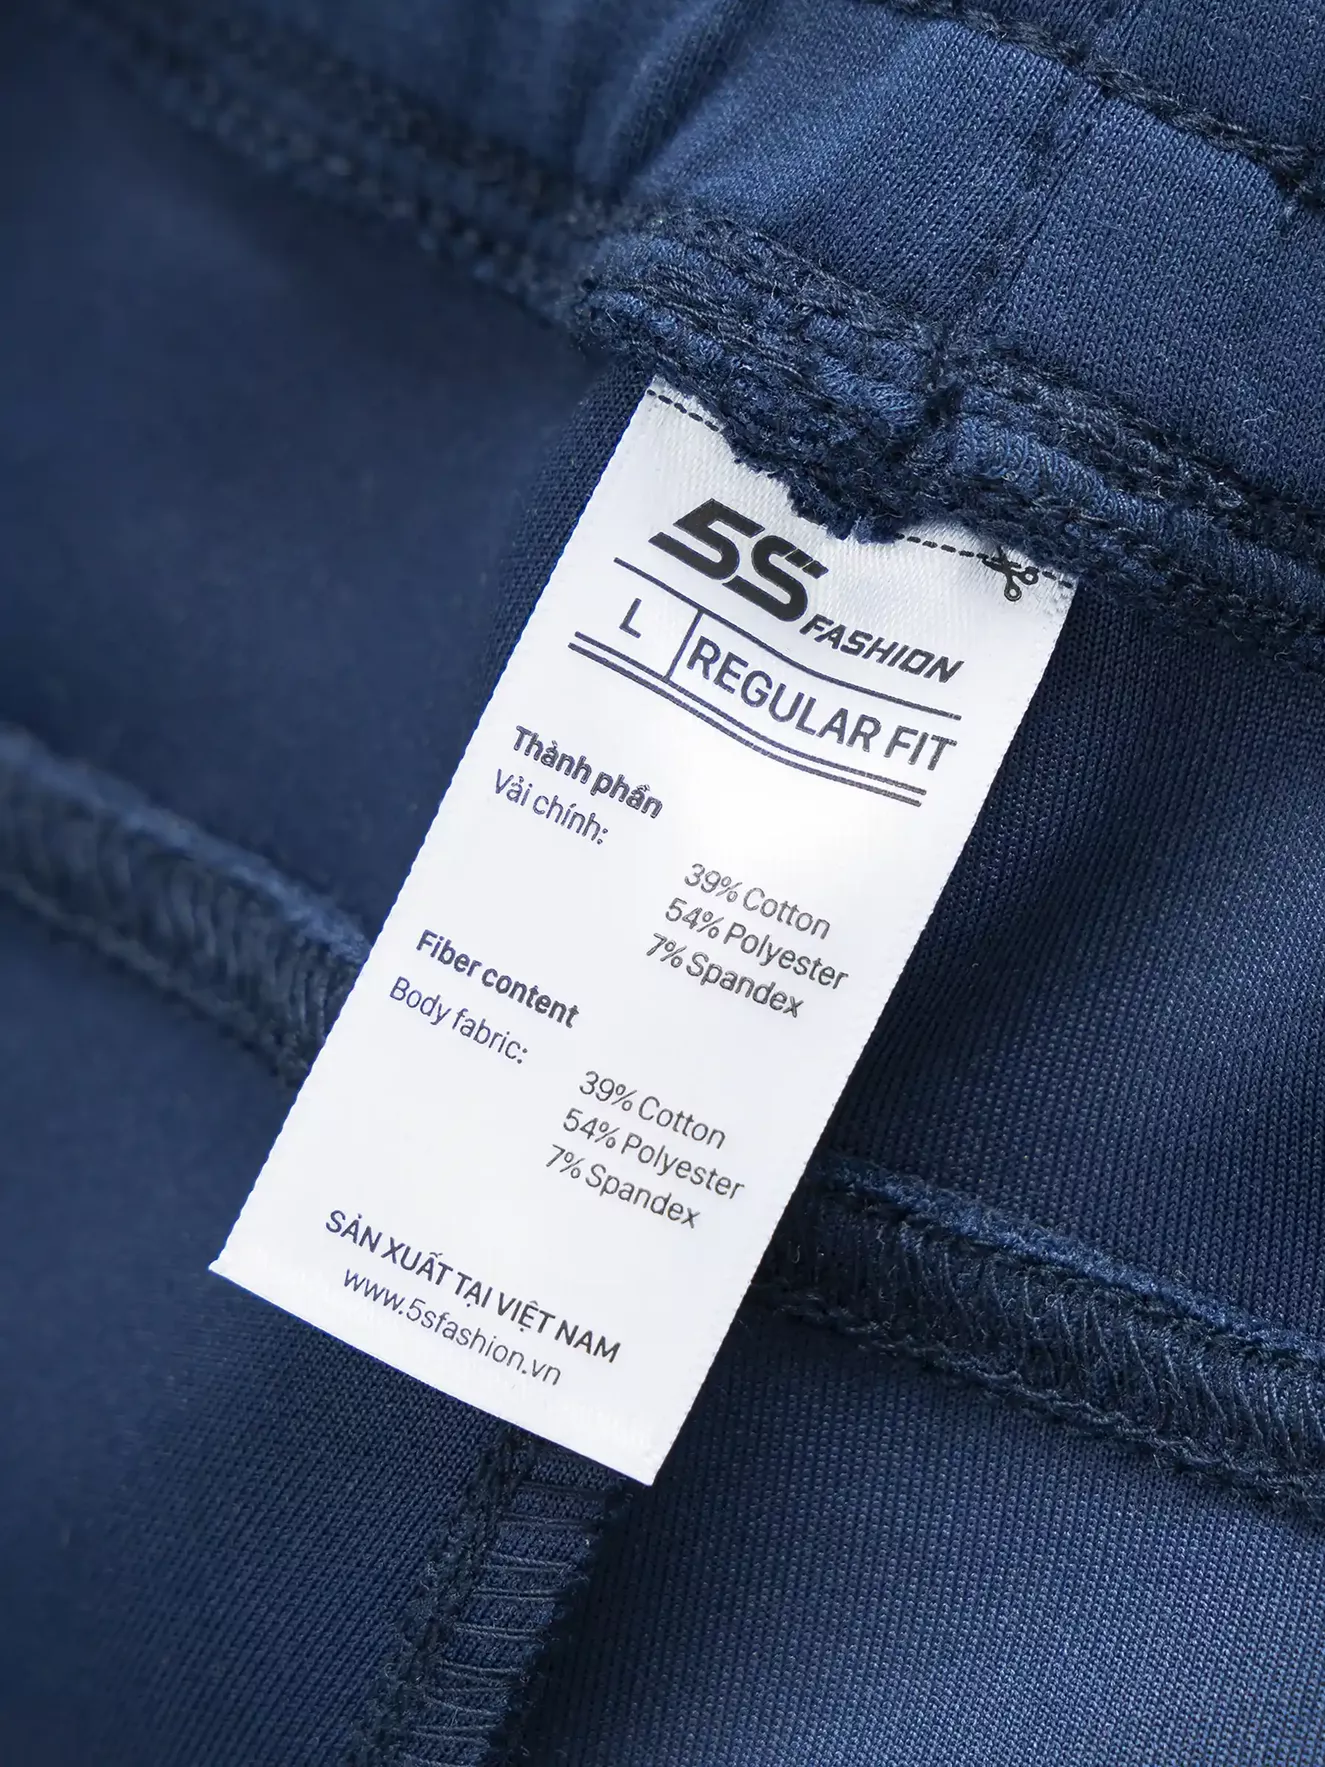 5S FASHION
L REGULAR FIT
Thành phần
Vải chính:
39% Cotton
54% Polyester
7% Spandex
Fiber content
Body fabric:
39% Cotton
54% Polyester
7% Spandex
SẢN XUẤT TẠI VIỆT NAM
www.5sfashion.vn